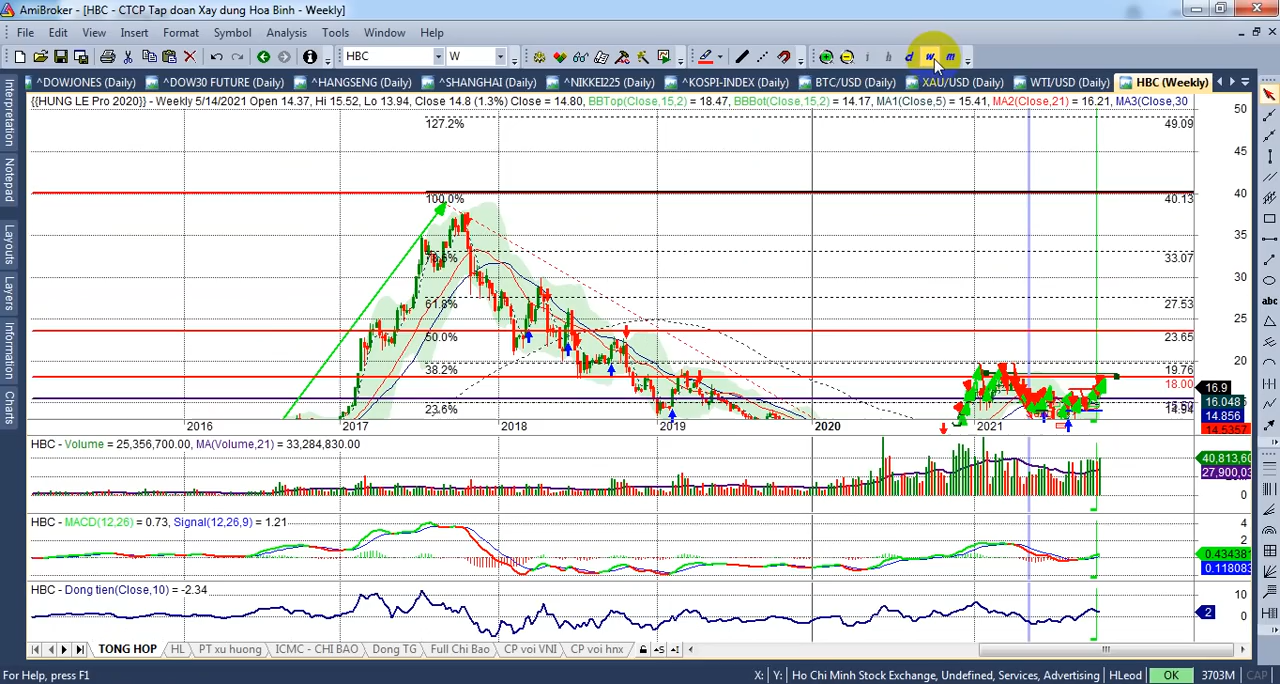 AmiBroker - [HBC - CTCP Tap doan Xay dung Hoa Binh - Weekly]
File Edit View Insert Format Symbol Analysis Tools Window Help
HBC W i h d w m
^DOWJONES (Daily) ^DOW30 FUTURE (Daily) ^HANGSENG (Daily) ^SHANGHAI (Daily) ^NIKKEI225 (Daily) ^KOSPI-INDEX (Daily) BTC/USD (Daily) XAU/USD (Daily) WTI/USD (Daily) HBC (Weekly)
{{HUNG LE Pro 2020}} - Weekly 5/14/2021 Open 14.37, Hi 15.52, Lo 13.94, Close 14.8 (1.3%) Close = 14.80, BBTop(Close,15,2) = 18.47, BBBot(Close,15,2) = 14.17, MA1(Close,5) = 15.41, MA2(Close,21) = 16.21, MA3(Close,30
Interpretation
Notepad
Layouts
Layers
Information
Charts
abc
50
127.2% 49.09
45
40
100.0% 40.13
35
33.07
30
61.8% 27.53
25
50.0% 23.65
20
38.2% 19.76
18.00
16.9
23.6% 16.048
14.856
14.5357
2016 2017 2018 2019 2020 2021
HBC - Volume = 25,356,700.00, MA(Volume,21) = 33,284,830.00
40,813,60
27,900,03
0
HBC - MACD(12,26) = 0.73, Signal(12,26,9) = 1.21
4
2
0.434381
0.118083
HBC - Dong tien(Close,10) = -2.34
10
2
0
TONG HOP HL PT xu huong ICMC - CHI BAO Dong TG Full Chi Bao CP voi VNI CP voi hnx
For Help, press F1 X: Y: Ho Chi Minh Stock Exchange, Undefined, Services, Advertising HLeod OK 3703M CAP